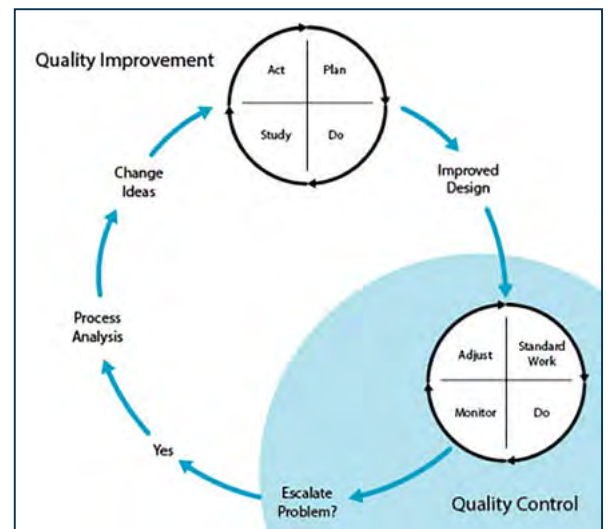 Quality Improvement
Act
Plan
Study
Do
Change
Ideas
Improved
Design
Process
Analysis
Adjust
Standard
Work
Monitor
Do
Yes
Escalate
Problem?
Quality Control